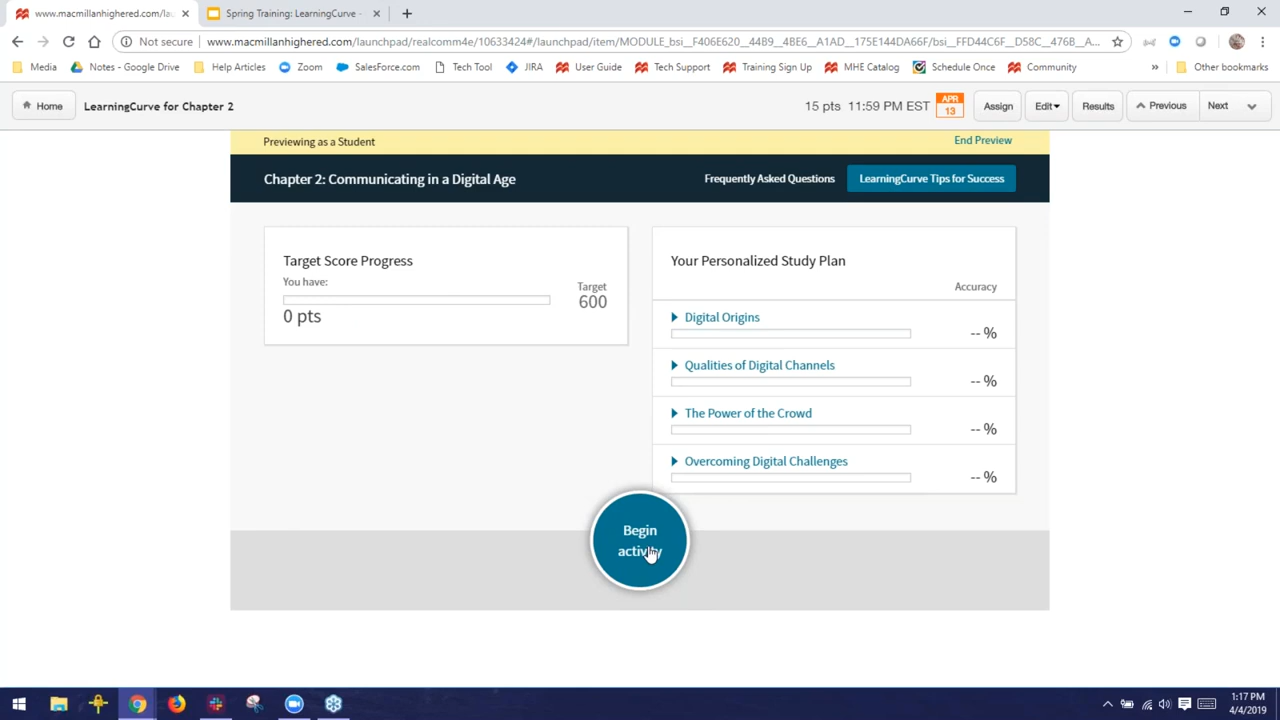 www.macmillanhighered.com/la
Spring Training: LearningCurve -
Not secure
www.macmillanhighered.com/launchpad/realcomm4e/10633424#/launchpad/item/MODULE_bsi__F406E620__44B9__4BE6__A1AD__175E144DA66F/bsi__FFD44C6F__D58C__476B__A...
Media
Notes - Google Drive
Help Articles
Zoom
SalesForce.com
Tech Tool
JIRA
User Guide
Tech Support
Training Sign Up
MHE Catalog
Schedule Once
Community
»
Other bookmarks
Home
LearningCurve for Chapter 2
15 pts 11:59 PM EST
APR
13
Assign
Edit
Results
Previous
Next
Previewing as a Student
End Preview
Chapter 2: Communicating in a Digital Age
Frequently Asked Questions
LearningCurve Tips for Success
Target Score Progress
You have:
0 pts
Target
600
Your Personalized Study Plan
Accuracy
Digital Origins
-- %
Qualities of Digital Channels
-- %
The Power of the Crowd
-- %
Overcoming Digital Challenges
-- %
Begin
activity
1:17 PM
4/4/2019